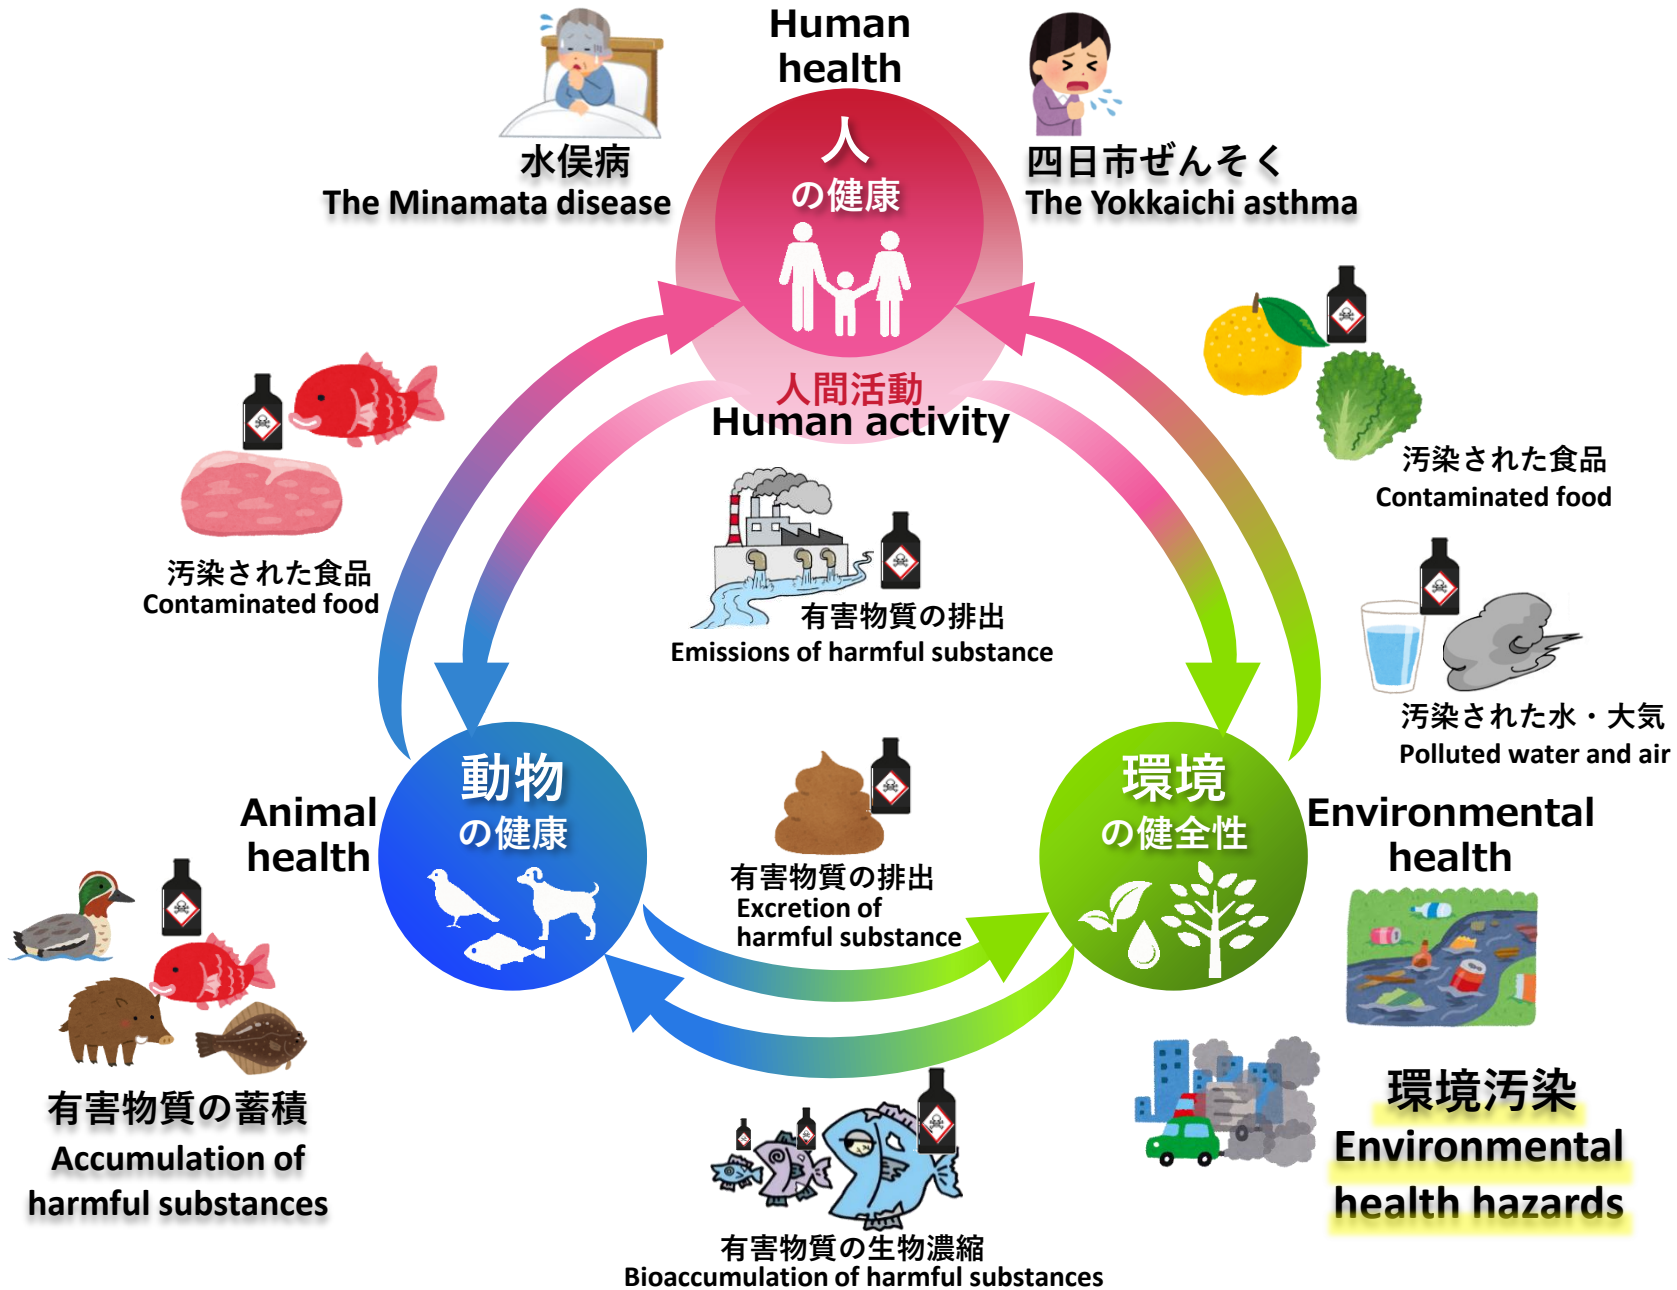 Human
health
人
の健康
水俣病
The Minamata disease
四日市ぜんそく
The Yokkaichi asthma
人間活動
Human activity
汚染された食品
Contaminated food
汚染された食品
Contaminated food
有害物質の排出
Emissions of harmful substance
汚染された水・大気
Polluted water and air
Animal
health
動物
の健康
有害物質の排出
Excretion of
harmful substance
環境
の健全性
Environmental
health
有害物質の蓄積
Accumulation of
harmful substances
環境汚染
Environmental
health hazards
有害物質の生物濃縮
Bioaccumulation of harmful substances